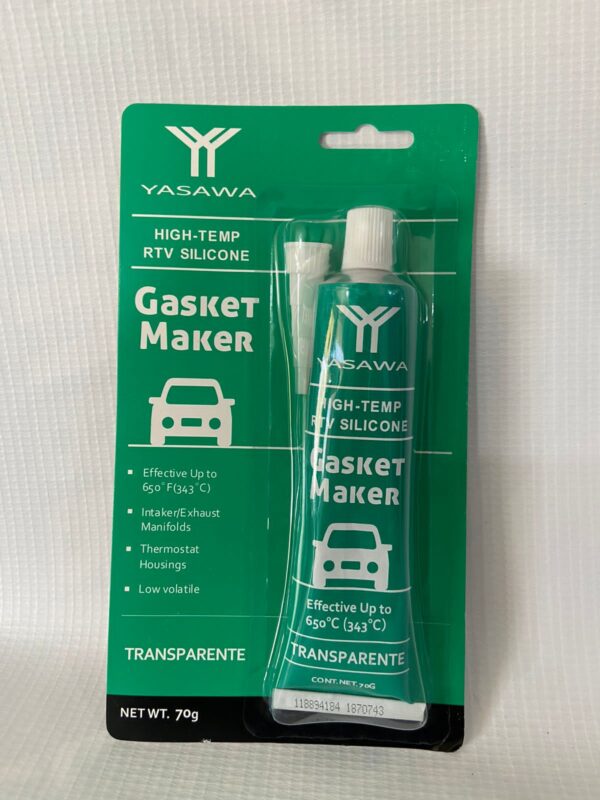 YASAWA
HIGH-TEMP
RTV SILICONE
Gasket
Maker
Effective Up to
650°F(343°C)
Intaker/Exhaust
Manifolds
Thermostat
Housings
Low volatile
TRANSPARENTE
NET WT. 70g
YASAWA
HIGH-TEMP
RTV SILICONE
Gasket
Maker
Effective Up to
650°C (343°C)
TRANSPARENTE
CONT. NET. 70G
118894184 1870743